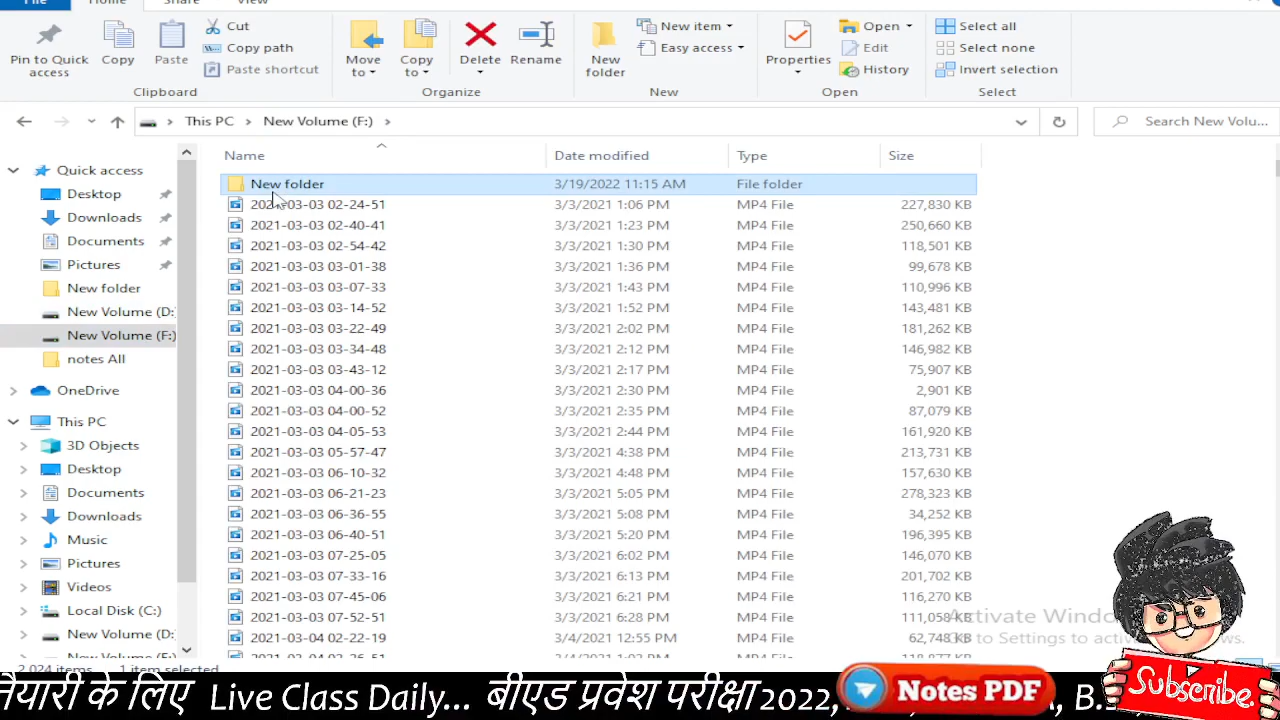 File Home Share View
Pin to Quick access
Copy
Paste
Cut
Copy path
Paste shortcut
Clipboard
Move to
Copy to
Delete
Rename
Organize
New folder
New item
Easy access
New
Properties
Open
Edit
History
Open
Select all
Select none
Invert selection
Select
This PC > New Volume (F:) >
Search New Volu...
Quick access
Desktop
Downloads
Documents
Pictures
New folder
New Volume (D:
New Volume (F:)
notes All
OneDrive
This PC
3D Objects
Desktop
Documents
Downloads
Music
Pictures
Videos
Local Disk (C:)
New Volume (D:
Name Date modified Type Size
New folder 3/19/2022 11:15 AM File folder
2021-03-03 02-24-51 3/3/2021 1:06 PM MP4 File 227,830 KB
2021-03-03 02-40-41 3/3/2021 1:23 PM MP4 File 250,660 KB
2021-03-03 02-54-42 3/3/2021 1:30 PM MP4 File 118,501 KB
2021-03-03 03-01-38 3/3/2021 1:36 PM MP4 File 99,678 KB
2021-03-03 03-07-33 3/3/2021 1:43 PM MP4 File 110,996 KB
2021-03-03 03-14-52 3/3/2021 1:52 PM MP4 File 143,481 KB
2021-03-03 03-22-49 3/3/2021 2:02 PM MP4 File 181,262 KB
2021-03-03 03-34-48 3/3/2021 2:12 PM MP4 File 146,982 KB
2021-03-03 03-43-12 3/3/2021 2:17 PM MP4 File 75,907 KB
2021-03-03 04-00-36 3/3/2021 2:30 PM MP4 File 2,901 KB
2021-03-03 04-00-52 3/3/2021 2:35 PM MP4 File 87,079 KB
2021-03-03 04-05-53 3/3/2021 2:44 PM MP4 File 161,920 KB
2021-03-03 05-57-47 3/3/2021 4:38 PM MP4 File 213,731 KB
2021-03-03 06-10-32 3/3/2021 4:48 PM MP4 File 157,630 KB
2021-03-03 06-21-23 3/3/2021 5:05 PM MP4 File 278,323 KB
2021-03-03 06-36-55 3/3/2021 5:08 PM MP4 File 34,252 KB
2021-03-03 06-40-51 3/3/2021 5:20 PM MP4 File 196,395 KB
2021-03-03 07-25-05 3/3/2021 6:02 PM MP4 File 146,070 KB
2021-03-03 07-33-16 3/3/2021 6:13 PM MP4 File 201,702 KB
2021-03-03 07-45-06 3/3/2021 6:21 PM MP4 File 116,270 KB
2021-03-03 07-52-51 3/3/2021 6:28 PM MP4 File 111,058 KB
2021-03-04 02-22-19 3/4/2021 12:55 PM MP4 File 62,748 KB
2,024 items 1 item selected
तैयारी के लिए Live Class Daily... बीएड प्रवेश परीक्षा 2022,
Notes PDF
Subscribe